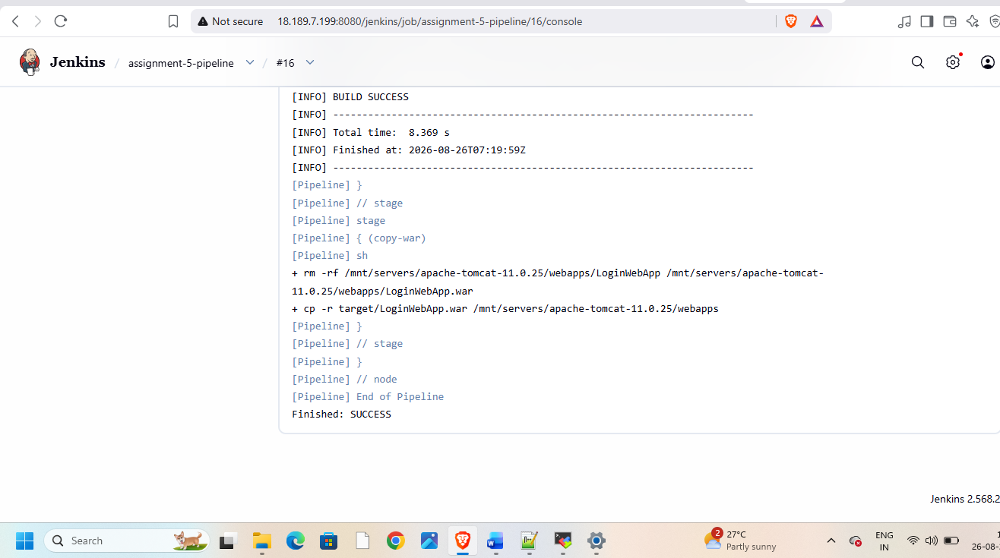 Not secure 18.189.7.199:8080/jenkins/job/assignment-5-pipeline/16/console
Jenkins / assignment-5-pipeline / #16
[INFO] BUILD SUCCESS
[INFO] ------------------------------------------------------------------------
[INFO] Total time:  8.369 s
[INFO] Finished at: 2026-08-26T07:19:59Z
[INFO] ------------------------------------------------------------------------
[Pipeline] }
[Pipeline] // stage
[Pipeline] stage
[Pipeline] { (copy-war)
[Pipeline] sh
+ rm -rf /mnt/servers/apache-tomcat-11.0.25/webapps/LoginWebApp /mnt/servers/apache-tomcat-
11.0.25/webapps/LoginWebApp.war
+ cp -r target/LoginWebApp.war /mnt/servers/apache-tomcat-11.0.25/webapps
[Pipeline] }
[Pipeline] // stage
[Pipeline] }
[Pipeline] // node
[Pipeline] End of Pipeline
Finished: SUCCESS
Jenkins 2.568.2
Search
2
27°C
Partly sunny
ENG
IN
26-08-